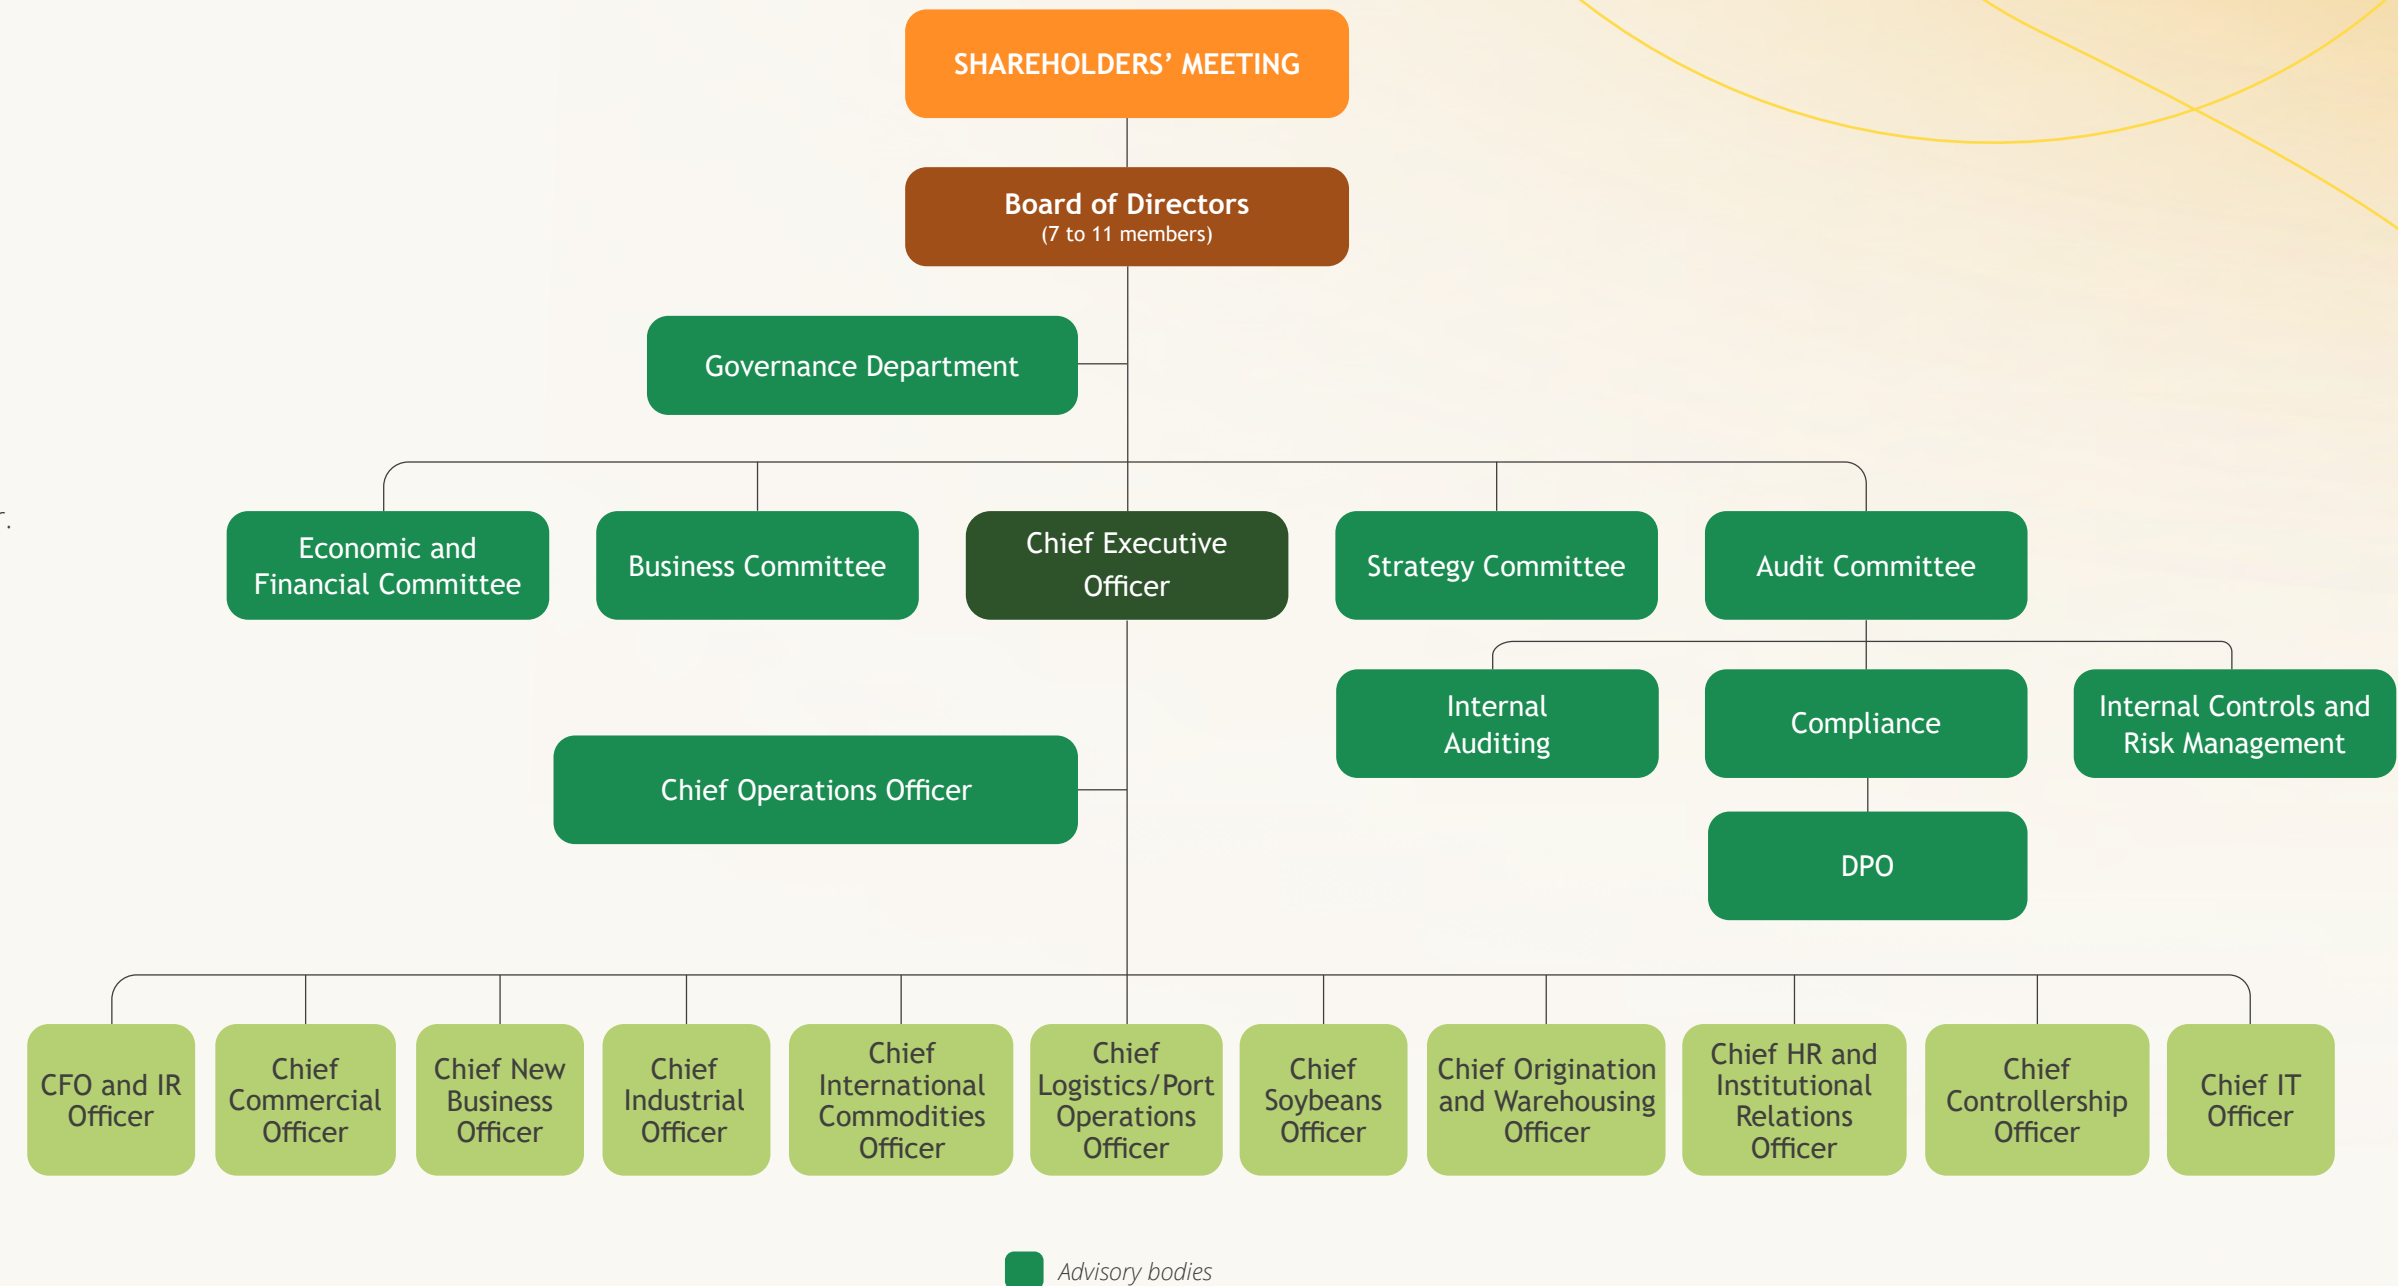 SHAREHOLDERS’ MEETING
Board of Directors
(7 to 11 members)
Governance Department
r.
Economic and
Financial Committee
Business Committee
Chief Executive
Officer
Strategy Committee
Audit Committee
Internal
Auditing
Compliance
Internal Controls and
Risk Management
Chief Operations Officer
DPO
CFO and IR
Officer
Chief
Commercial
Officer
Chief New
Business
Officer
Chief
Industrial
Officer
Chief
International
Commodities
Officer
Chief
Logistics/Port
Operations
Officer
Chief
Soybeans
Officer
Chief Origination
and Warehousing
Officer
Chief HR and
Institutional
Relations
Officer
Chief
Controllership
Officer
Chief IT
Officer
Advisory bodies